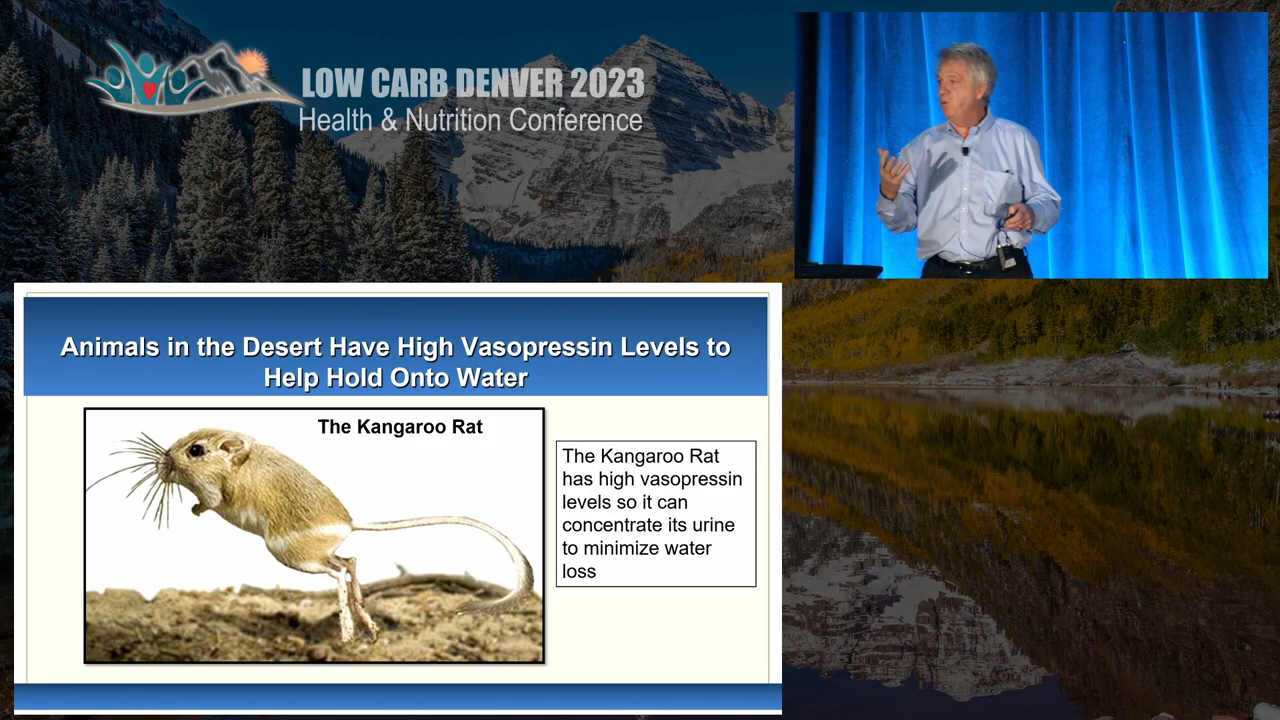 LOW CARB DENVER 2023
Health & Nutrition Conference
Animals in the Desert Have High Vasopressin Levels to
Help Hold Onto Water
The Kangaroo Rat
The Kangaroo Rat
has high vasopressin
levels so it can
concentrate its urine
to minimize water
loss